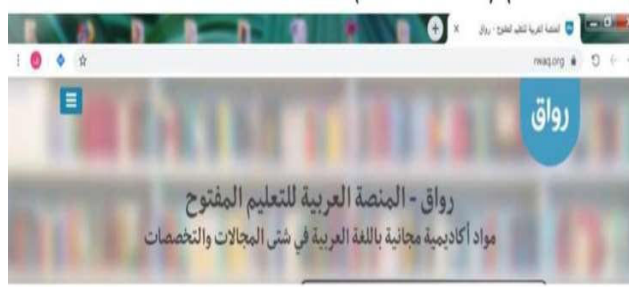 المنصة العربية للتعليم المفتوح - رواق
rwaq.org
رواق
رواق - المنصة العربية للتعليم المفتوح
مواد أكاديمية مجانية باللغة العربية في شتى المجالات والتخصصات